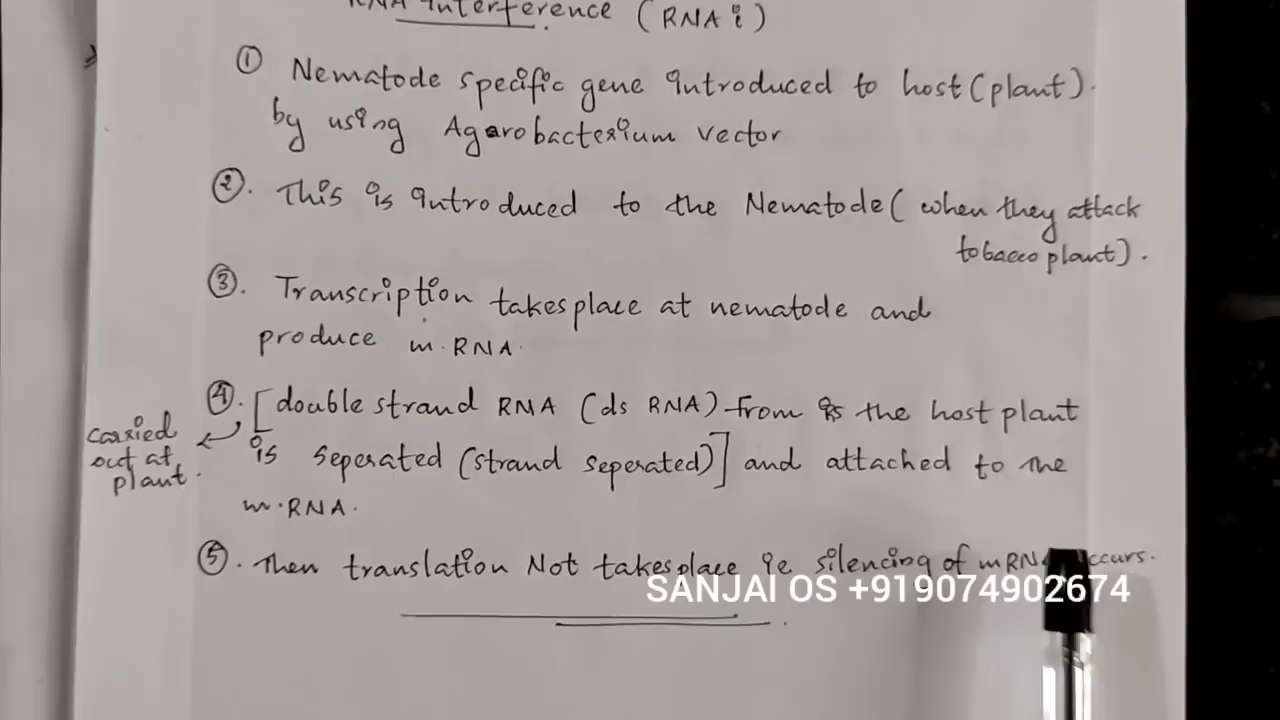 RNA Interference (RNAi)
① Nematode specific gene introduced to host (plant).
by using Agarobacterium vector
②. This is introduced to the Nematode (when they attack
tobacco plant).
③. Transcription takesplace at nematode and
produce m.RNA.
④. [double strand RNA (ds RNA) from the host plant
carried out at plant.
is seperated (strand seperated)] and attached to the
m.RNA.
⑤. Then translation Not takesplace ie silencing of mRNA occurs.
SANJAI OS +919074902674